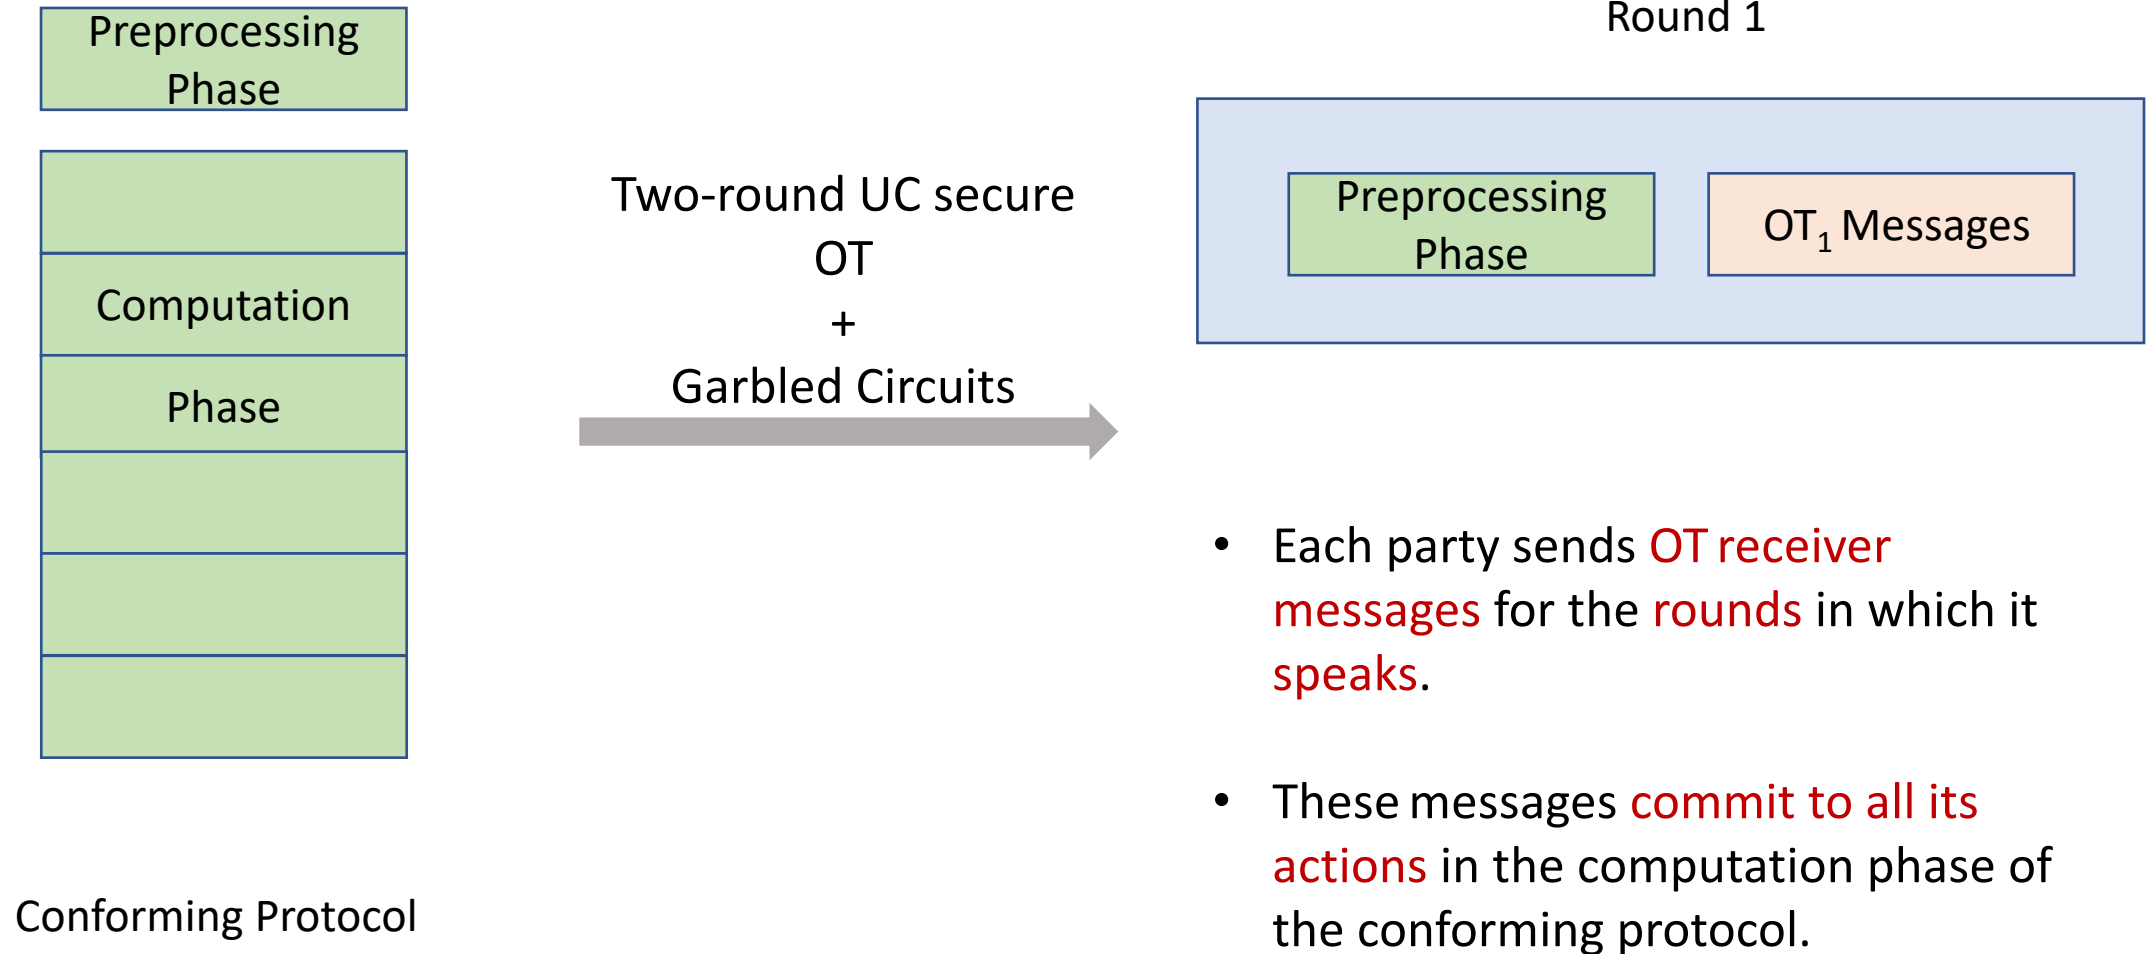 Preprocessing
Phase
Computation
Phase
Conforming Protocol
Two-round UC secure
OT
+
Garbled Circuits
Round 1
Preprocessing
Phase
OT₁ Messages
• Each party sends OT receiver
messages for the rounds in which it
speaks.
• These messages commit to all its
actions in the computation phase of
the conforming protocol.